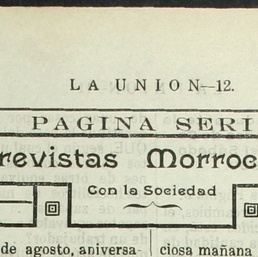 LA UNION—12.
PAGINA SERI
revistas Morroc
Con la Sociedad
de agosto, aniversa-
ciosa mañana